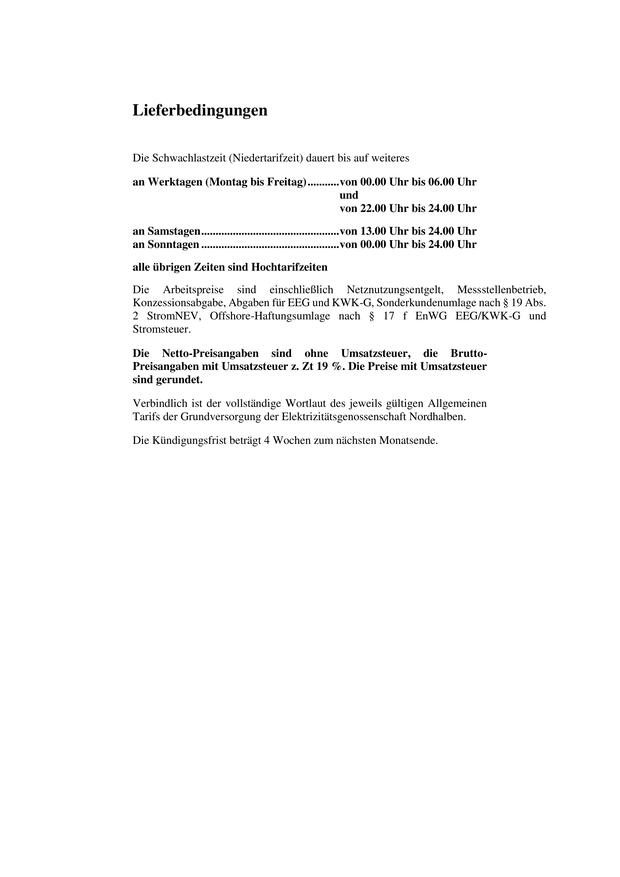 Lieferbedingungen
Die Schwachlastzeit (Niedertarifzeit) dauert bis auf weiteres
an Werktagen (Montag bis Freitag)...........von 00.00 Uhr bis 06.00 Uhr
und
von 22.00 Uhr bis 24.00 Uhr
an Samstagen................................................von 13.00 Uhr bis 24.00 Uhr
an Sonntagen ................................................von 00.00 Uhr bis 24.00 Uhr
alle übrigen Zeiten sind Hochtarifzeiten
Die Arbeitspreise sind einschließlich Netznutzungsentgelt, Messstellenbetrieb,
Konzessionsabgabe, Abgaben für EEG und KWK-G, Sonderkundenumlage nach § 19 Abs.
2 StromNEV, Offshore-Haftungsumlage nach § 17 f EnWG EEG/KWK-G und
Stromsteuer.
Die Netto-Preisangaben sind ohne Umsatzsteuer, die Brutto-
Preisangaben mit Umsatzsteuer z. Zt 19 %. Die Preise mit Umsatzsteuer
sind gerundet.
Verbindlich ist der vollständige Wortlaut des jeweils gültigen Allgemeinen
Tarifs der Grundversorgung der Elektrizitätsgenossenschaft Nordhalben.
Die Kündigungsfrist beträgt 4 Wochen zum nächsten Monatsende.